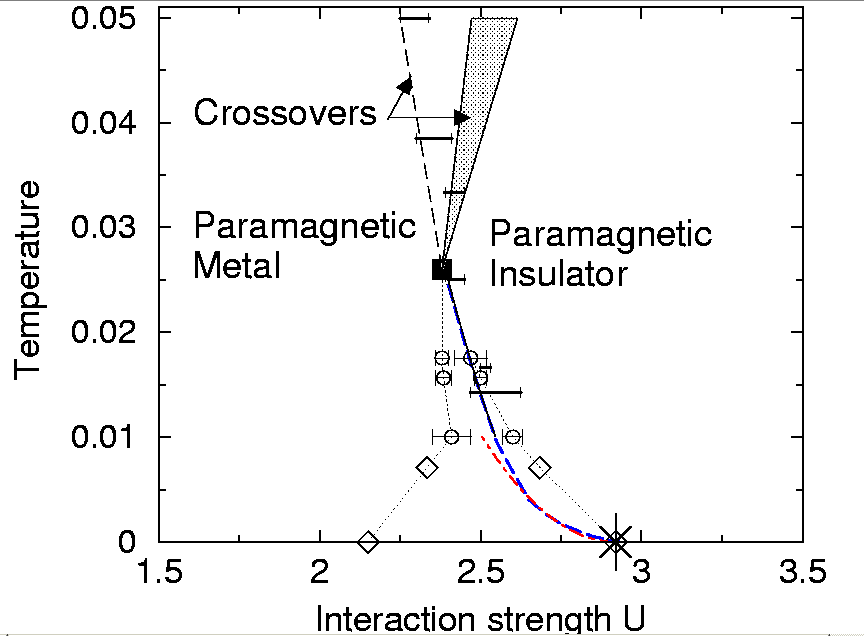 0.05
0.04
0.03
0.02
0.01
0
Temperature
Crossovers
Paramagnetic
Metal
Paramagnetic
Insulator
1.5
2
2.5
3
3.5
Interaction strength U